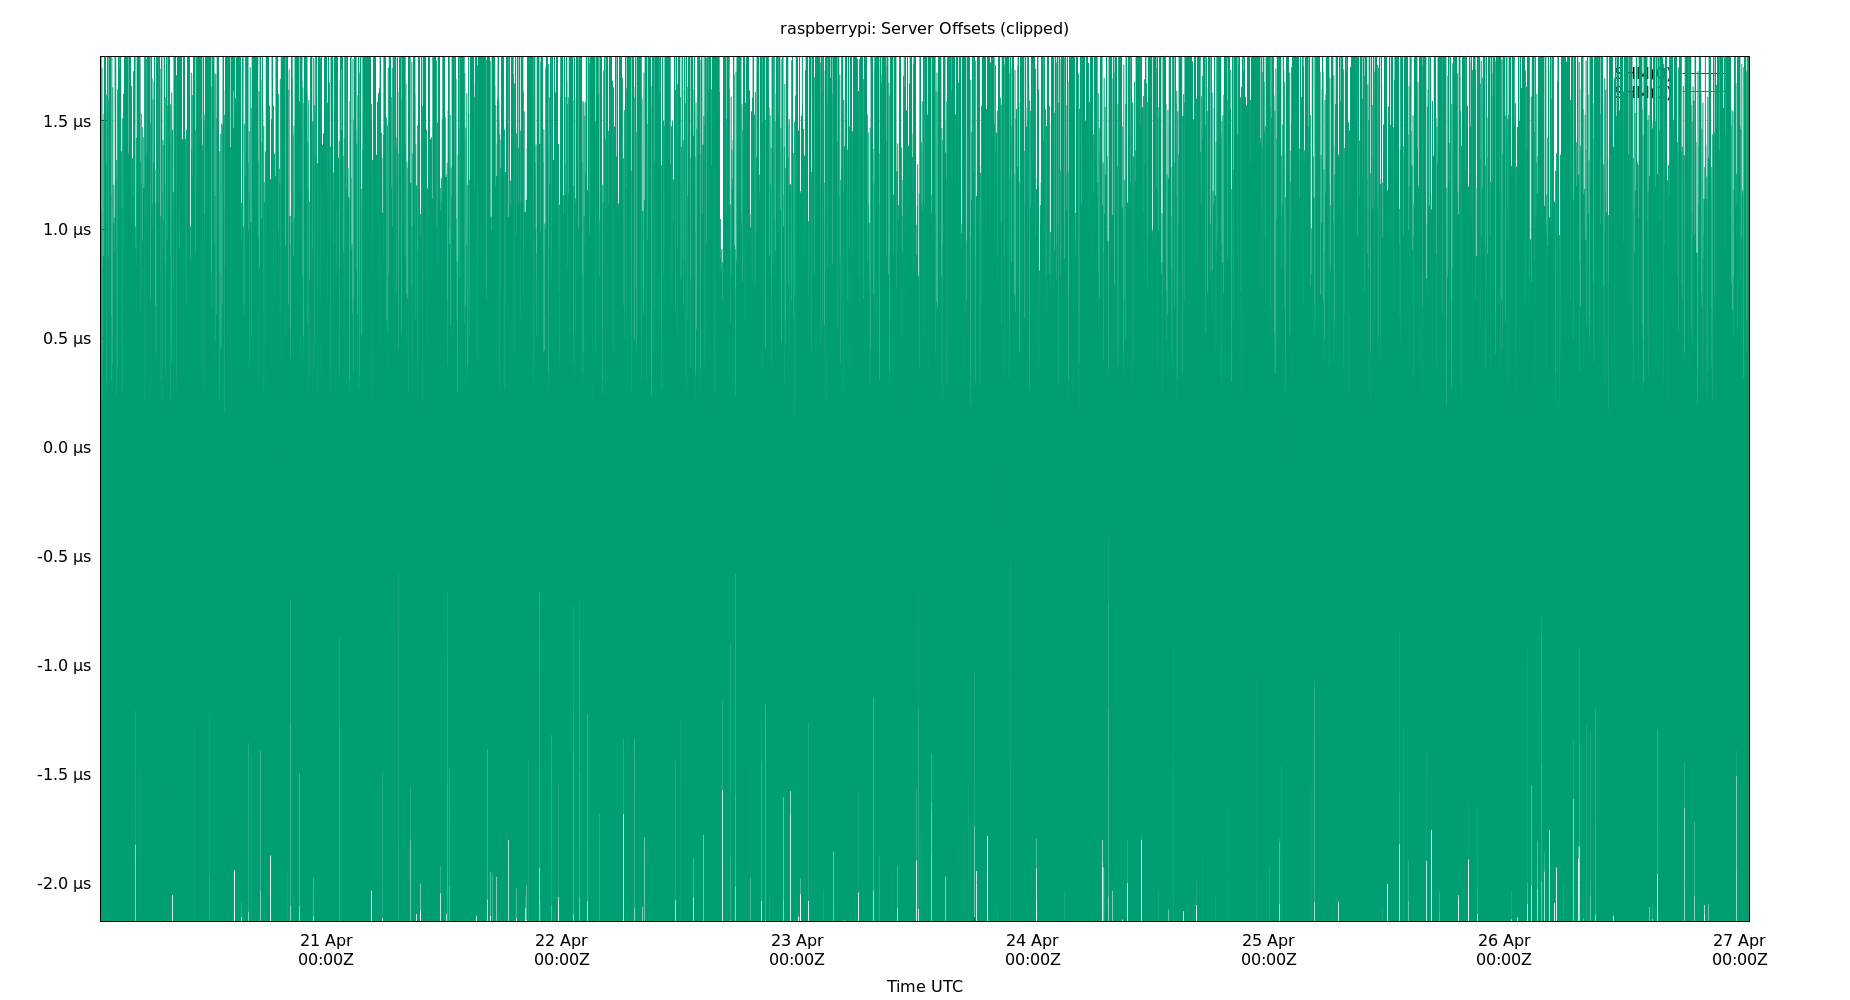 raspberrypi: Server Offsets (clipped)
1.5 µs
1.0 µs
0.5 µs
0.0 µs
-0.5 µs
-1.0 µs
-1.5 µs
-2.0 µs
21 Apr
00:00Z
22 Apr
00:00Z
23 Apr
00:00Z
24 Apr
00:00Z
25 Apr
00:00Z
26 Apr
00:00Z
27 Apr
00:00Z
Time UTC